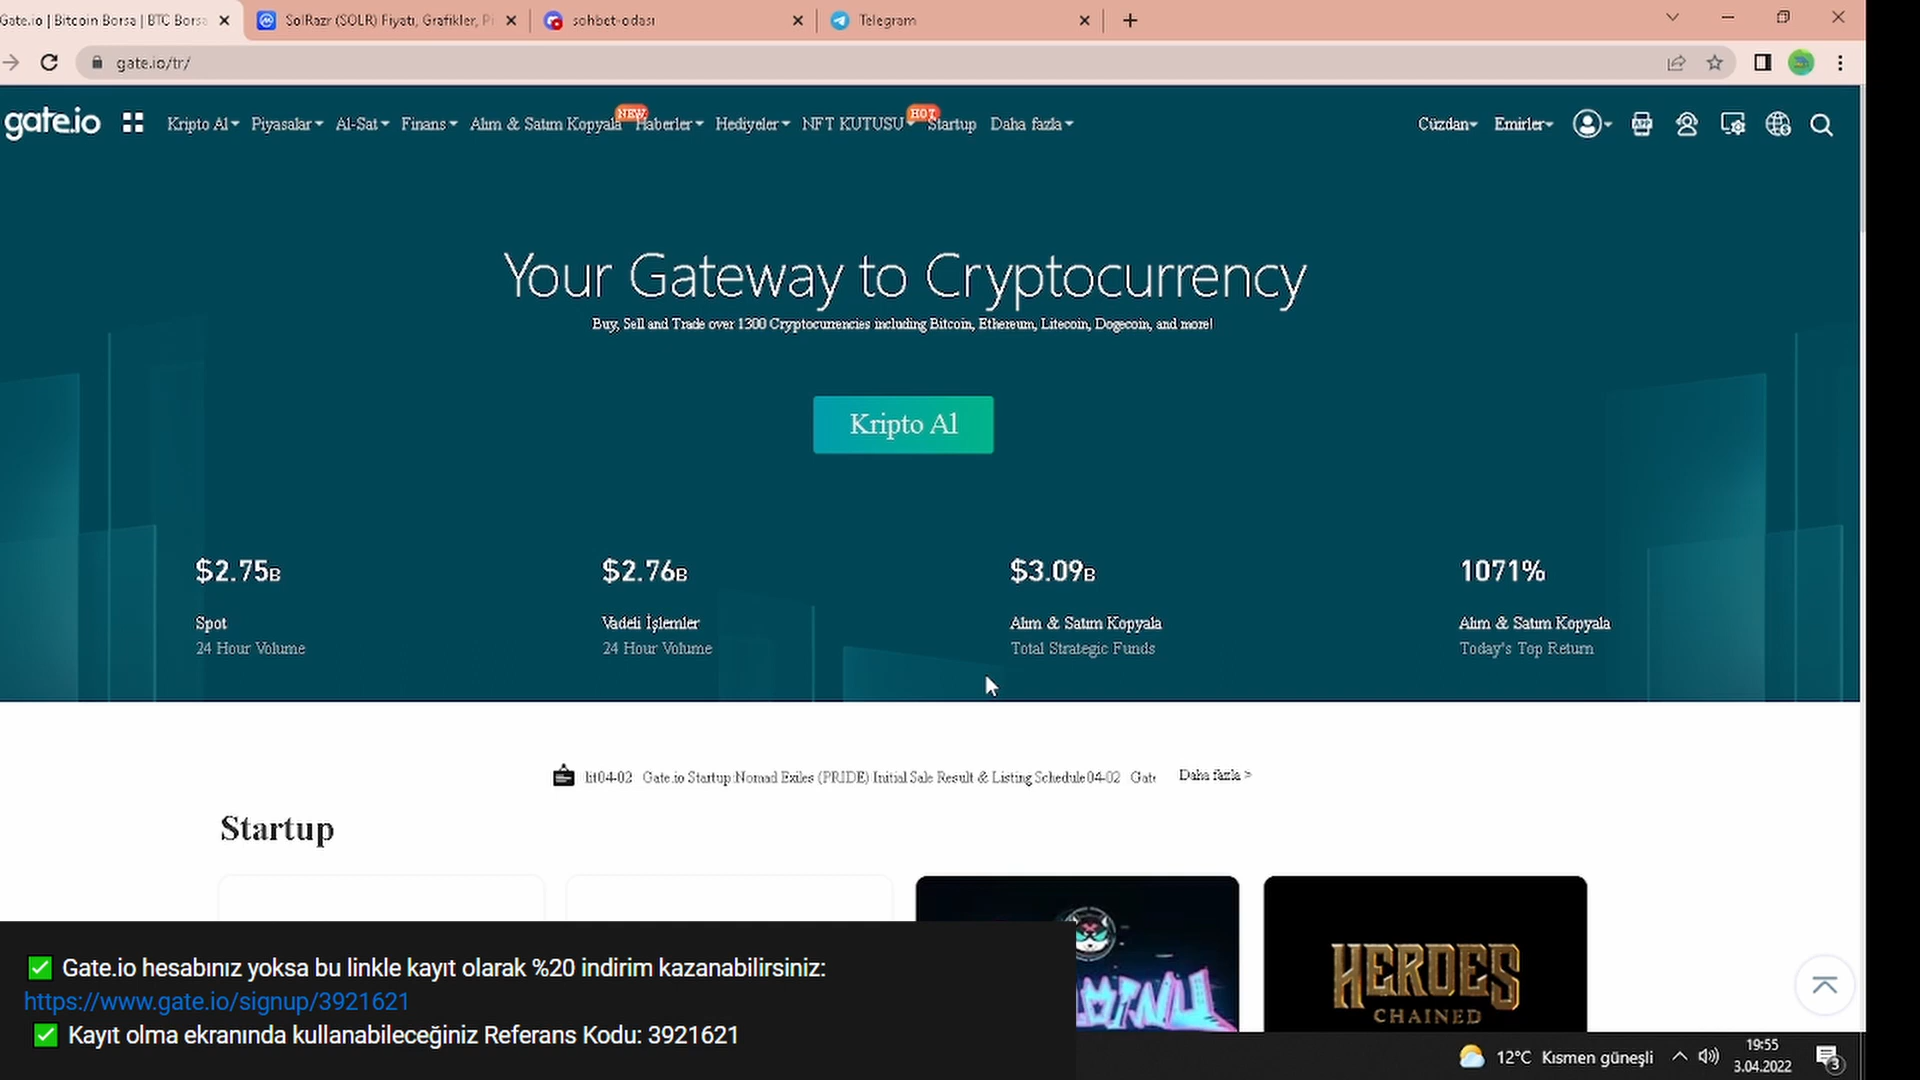 Gate.io | Bitcoin Borsa | BTC Borsa
SolRazr (SOLR) Fiyatı, Grafikler, Pi
sohbet-odası
Telegram
gate.io/tr/
gate.io
Kripto Al
Piyasalar
Al-Sat
Finans
Alım & Satım Kopyala
NEW
Haberler
Hediyeler
NFT KUTUSU
HOT
Startup
Daha fazla
Cüzdan
Emirler
APP
Your Gateway to Cryptocurrency
Buy, Sell and Trade over 1300 Cryptocurrencies including Bitcoin, Ethereum, Litecoin, Dogecoin, and more!
Kripto Al
$2.75B
$2.76B
$3.09B
1071%
Spot
Vadeli İşlemler
Alım & Satım Kopyala
Alım & Satım Kopyala
24 Hour Volume
24 Hour Volume
Total Strategic Funds
Today's Top Return
lit04-02 Gate.io Startup:Nomad Exiles (PRIDE) Initial Sale Result & Listing Schedule04-02 Gate
Daha fazla >
Startup
HEROES
CHAINED
✅ Gate.io hesabınız yoksa bu linkle kayıt olarak %20 indirim kazanabilirsiniz:
https://www.gate.io/signup/3921621
✅ Kayıt olma ekranında kullanabileceğiniz Referans Kodu: 3921621
12°C Kısmen güneşli
19:55
3.04.2022
3